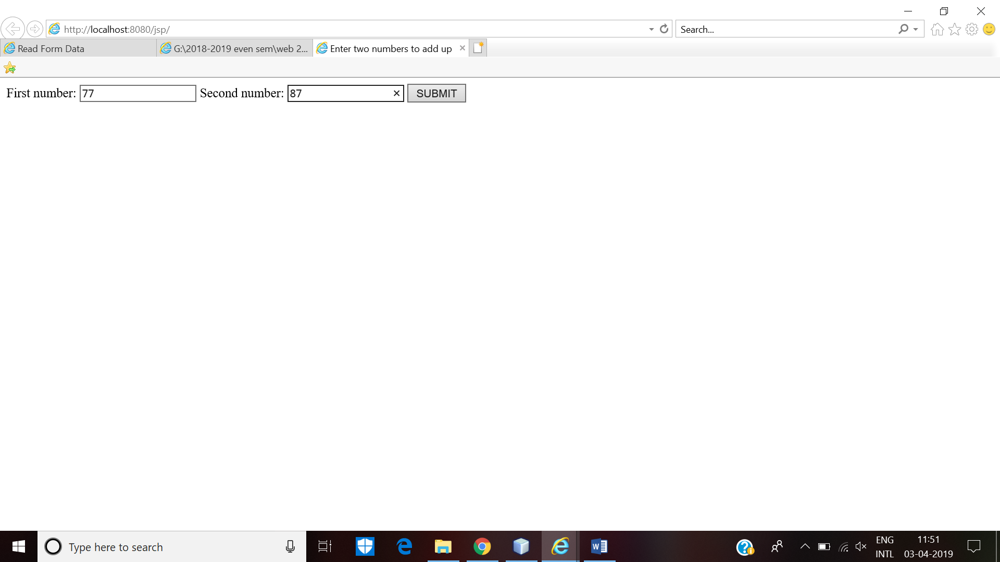 http://localhost:8080/jsp/
Search...
Read Form Data
G:\2018-2019 even sem\web 2...
Enter two numbers to add up
First number: 77 Second number: 87 SUBMIT
Type here to search
ENG
INTL
11:51
03-04-2019